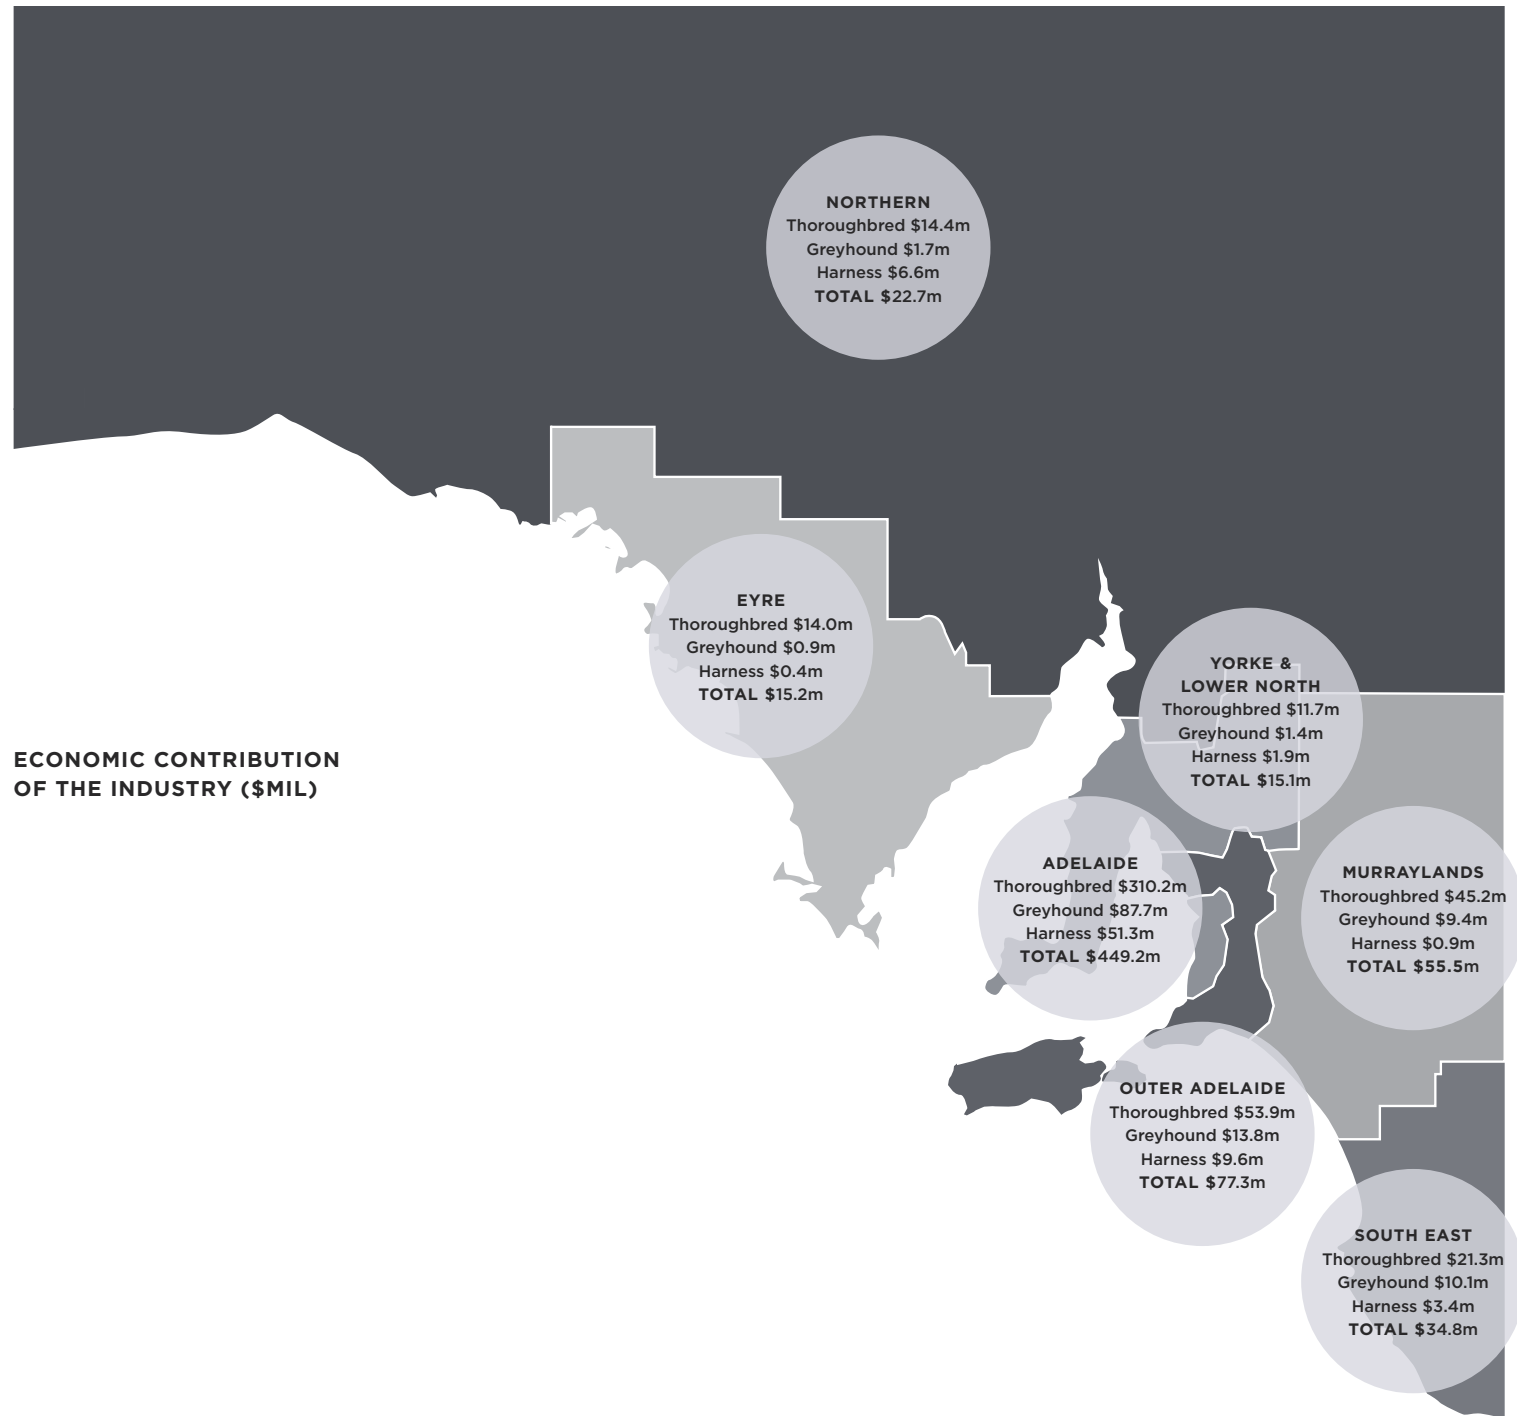 NORTHERN
Thoroughbred $14.4m
Greyhound $1.7m
Harness $6.6m
TOTAL $22.7m
EYRE
Thoroughbred $14.0m
Greyhound $0.9m
Harness $0.4m
TOTAL $15.2m
YORKE &
LOWER NORTH
Thoroughbred $11.7m
Greyhound $1.4m
Harness $1.9m
TOTAL $15.1m
ECONOMIC CONTRIBUTION
OF THE INDUSTRY ($MIL)
ADELAIDE
Thoroughbred $310.2m
Greyhound $87.7m
Harness $51.3m
TOTAL $449.2m
MURRAYLANDS
Thoroughbred $45.2m
Greyhound $9.4m
Harness $0.9m
TOTAL $55.5m
OUTER ADELAIDE
Thoroughbred $53.9m
Greyhound $13.8m
Harness $9.6m
TOTAL $77.3m
SOUTH EAST
Thoroughbred $21.3m
Greyhound $10.1m
Harness $3.4m
TOTAL $34.8m